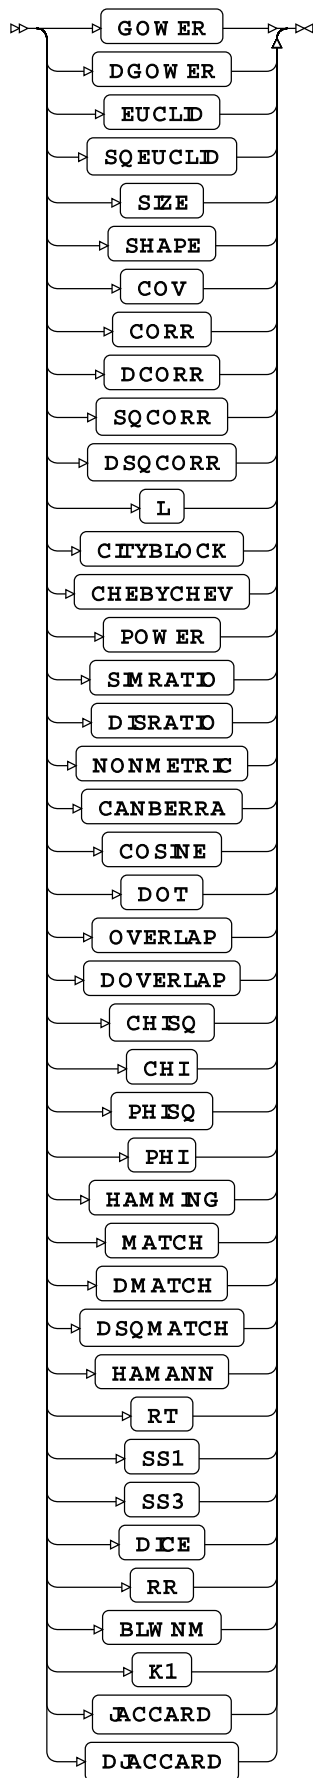 GOWER
DGOWER
EUCLID
SQEUCLID
SIZE
SHAPE
COV
CORR
DCORR
SQCORR
DSQCORR
L
CITYBLOCK
CHEBYCHEV
POWER
SIMRATIO
DISRATIO
NONMETRIC
CANBERRA
COSINE
DOT
OVERLAP
DOVERLAP
CHISQ
CHI
PHISQ
PHI
HAMMING
MATCH
DMATCH
DSQMATCH
HAMANN
RT
SS1
SS3
DICE
RR
BLWNM
K1
JACCARD
DJACCARD